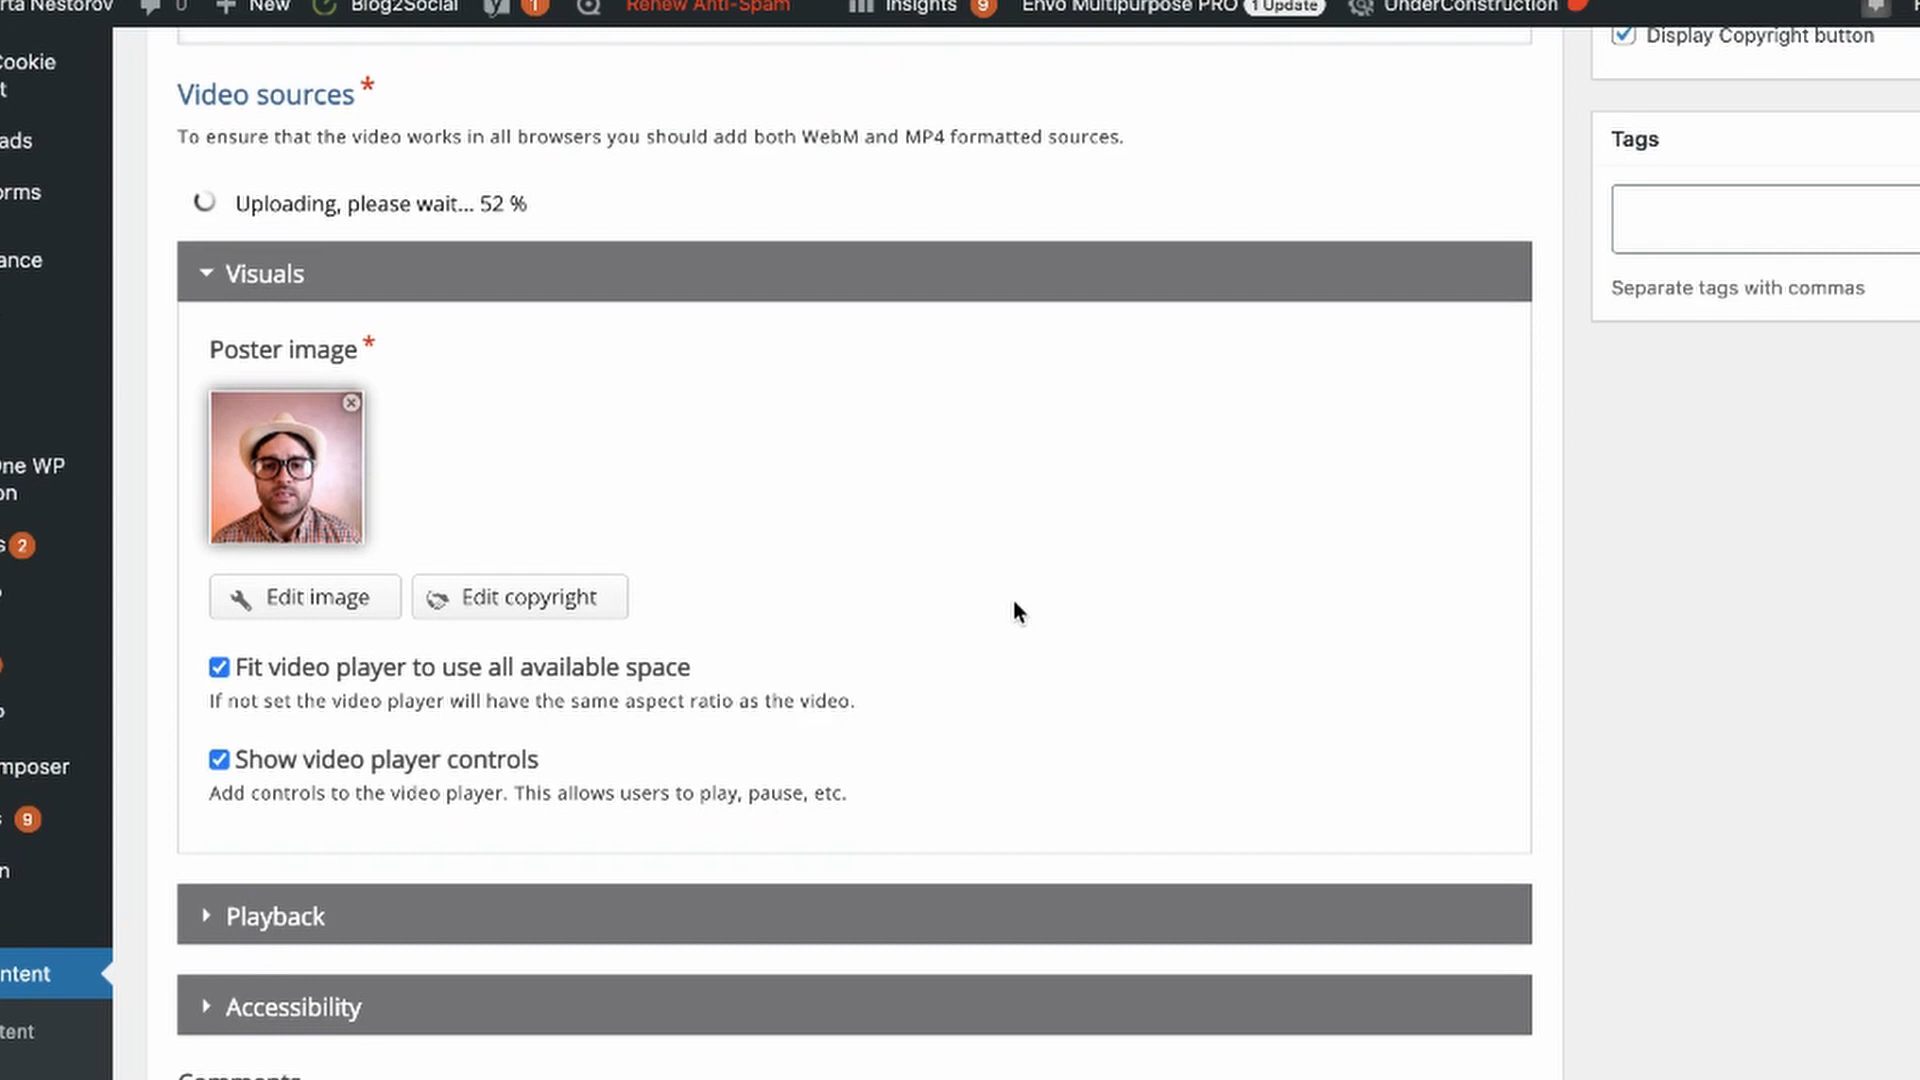 rta Nestorov 0 New Blog2Social 1 Renew Anti-Spam Insights 9 Envo Multipurpose PRO 1 Update UnderConstruction
Cookie
t
ads
orms
ance
One WP
on
s 2
mposer
s 9
n
ntent
tent
Video sources *
To ensure that the video works in all browsers you should add both WebM and MP4 formatted sources.
Uploading, please wait... 52 %
Visuals
Poster image *
Edit image
Edit copyright
Fit video player to use all available space
If not set the video player will have the same aspect ratio as the video.
Show video player controls
Add controls to the video player. This allows users to play, pause, etc.
Playback
Accessibility
Comments
Display Copyright button
Tags
Separate tags with commas